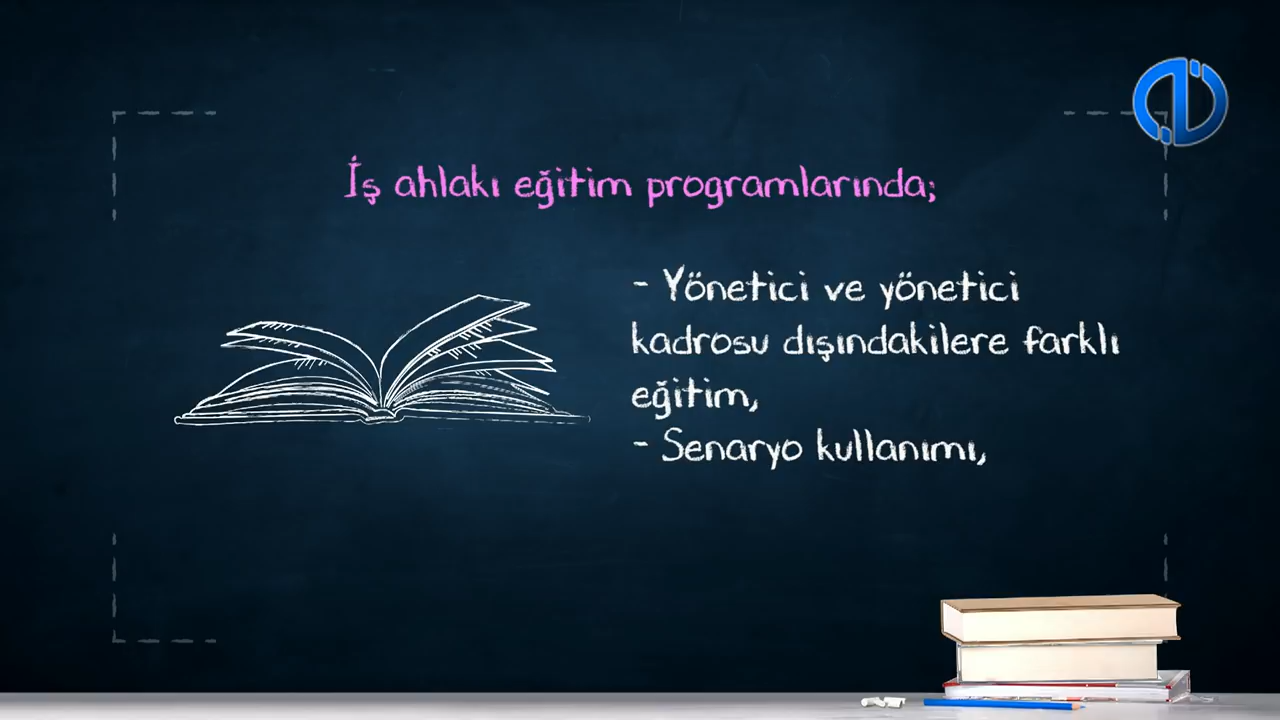 İş ahlakı eğitim programlarında;
- Yönetici ve yönetici
kadrosu dışındakilere farklı
eğitim,
- Senaryo kullanımı,